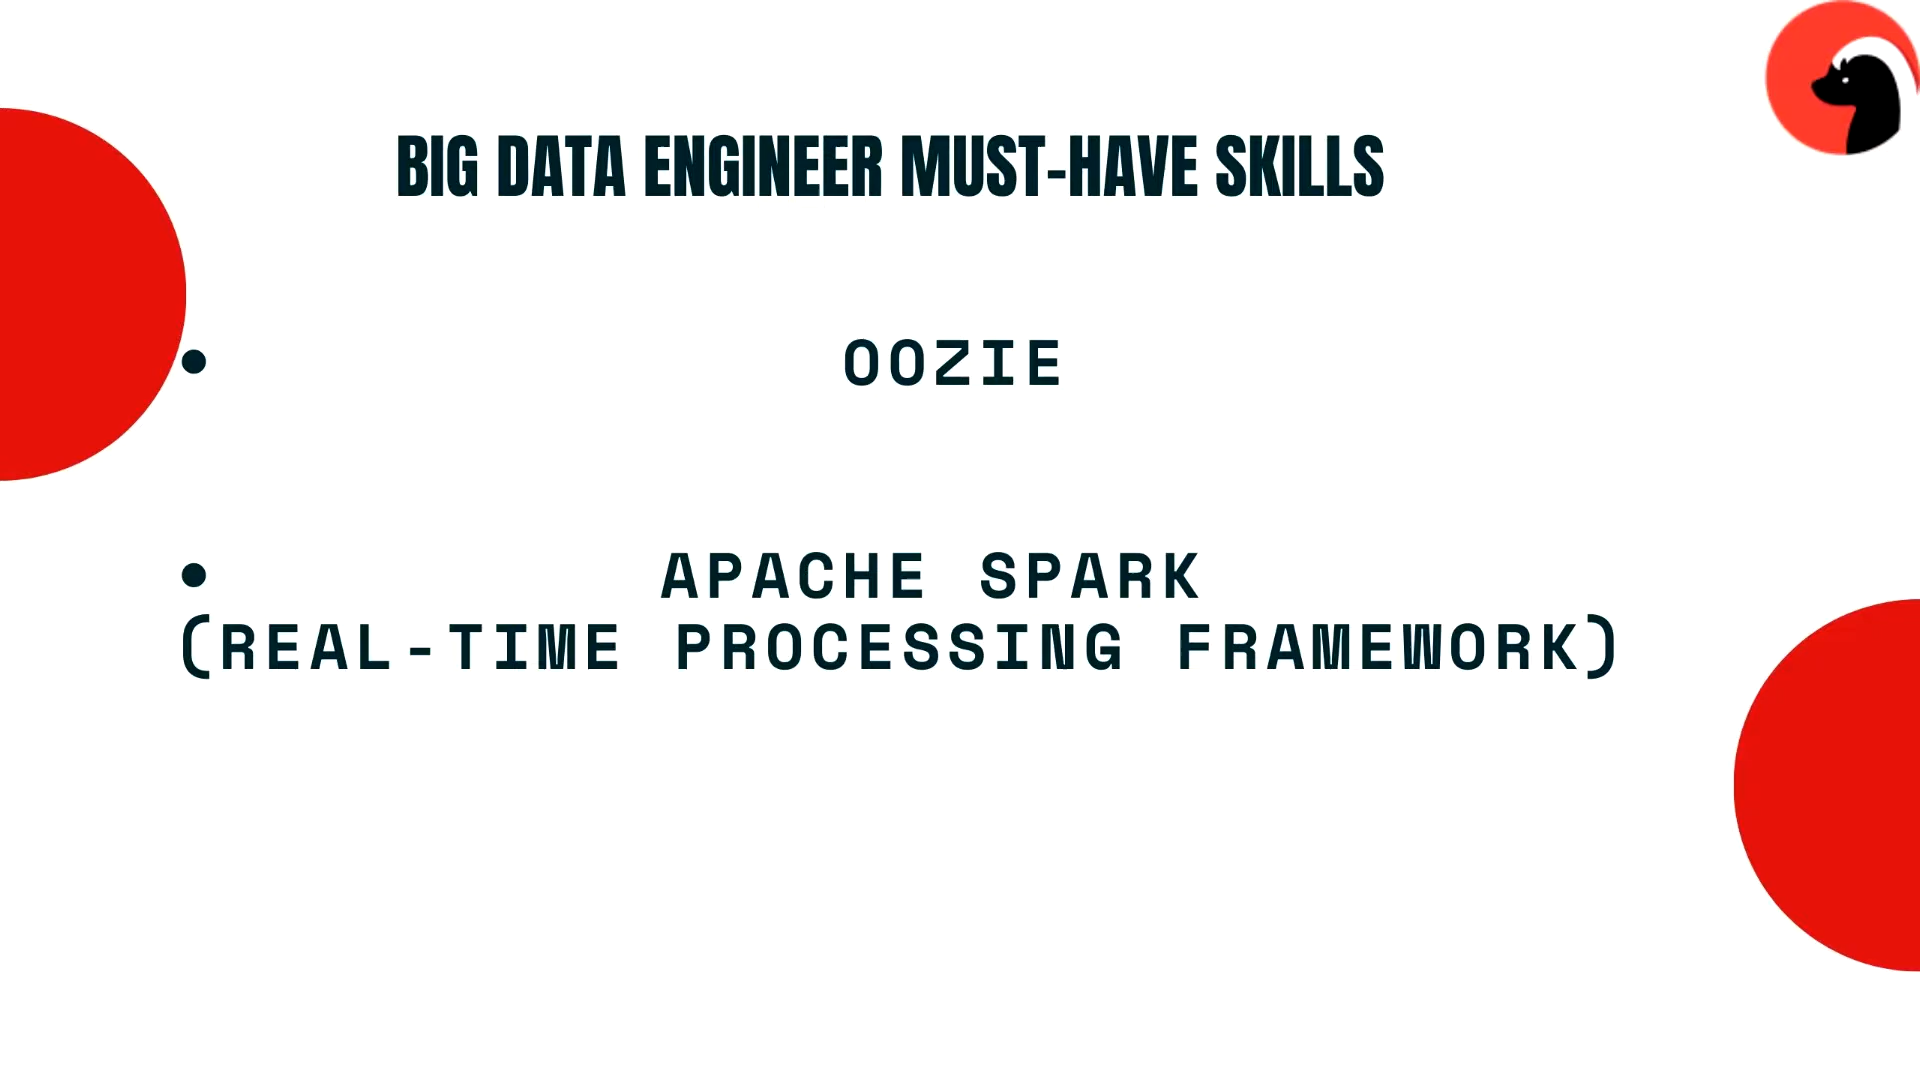 BIG DATA ENGINEER MUST-HAVE SKILLS
• OOZIE
• APACHE SPARK
(REAL-TIME PROCESSING FRAMEWORK)